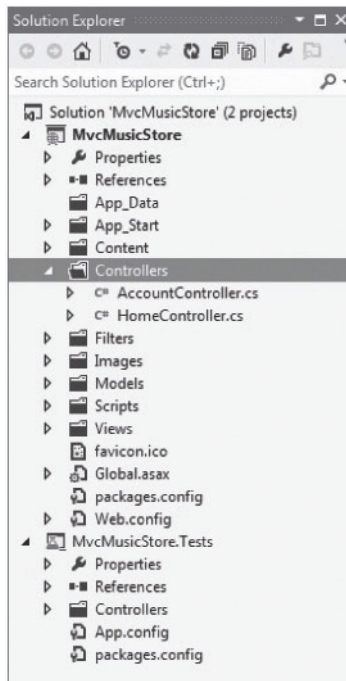 Solution Explorer
Search Solution Explorer (Ctrl+;)
Solution 'MvcMusicStore' (2 projects)
MvcMusicStore
Properties
References
App_Data
App_Start
Content
Controllers
C# AccountController.cs
C# HomeController.cs
Filters
Images
Models
Scripts
Views
favicon.ico
Global.asax
packages.config
Web.config
MvcMusicStore.Tests
Properties
References
Controllers
App.config
packages.config